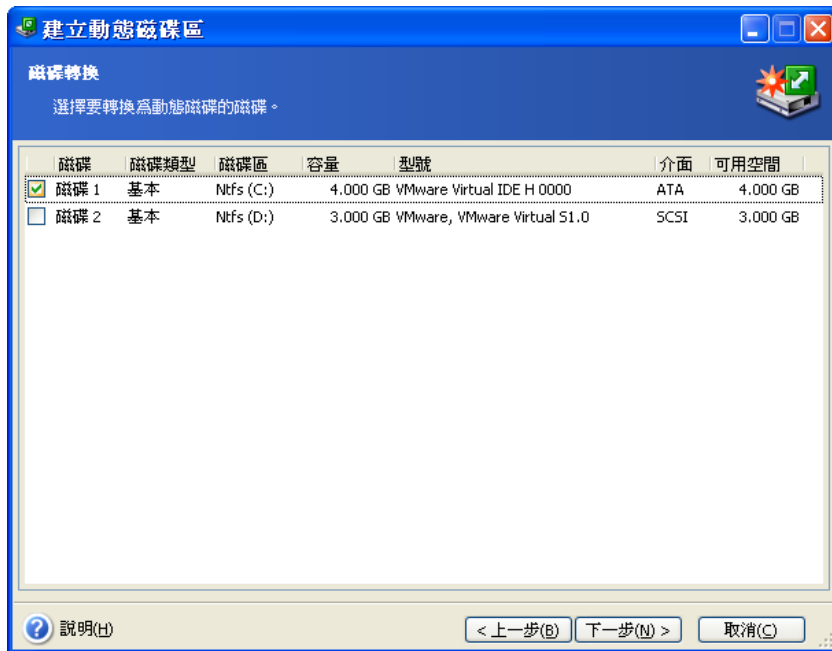 建立動態磁碟區
磁碟轉換
選擇要轉換爲動態磁碟的磁碟。
磁碟 磁碟類型 磁碟區 容量 型號 介面 可用空間
磁碟 1 基本 Ntfs (C:) 4.000 GB VMware Virtual IDE H 0000 ATA 4.000 GB
磁碟 2 基本 Ntfs (D:) 3.000 GB VMware, VMware Virtual S1.0 SCSI 3.000 GB
說明(H) < 上一步(B) 下一步(N) > 取消(C)